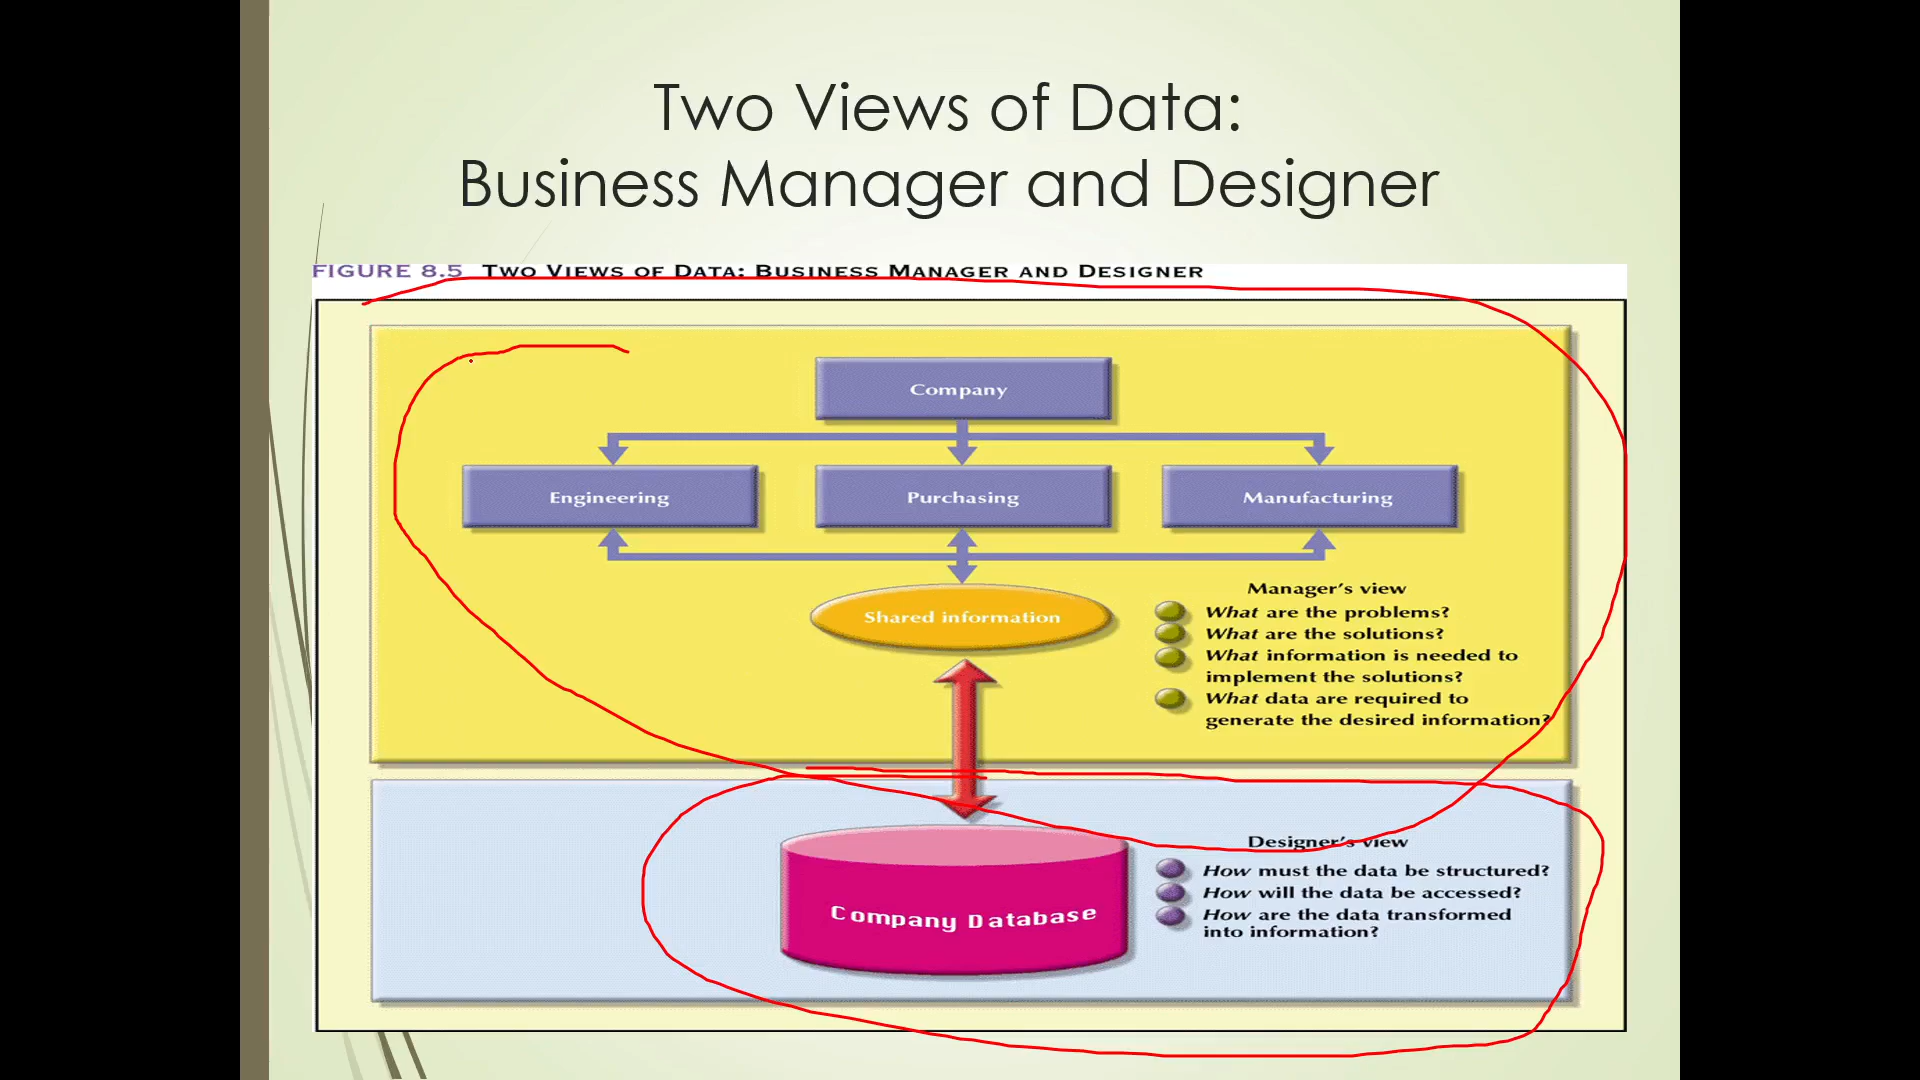 Two Views of Data:
Business Manager and Designer
FIGURE 8.5 TWO VIEWS OF DATA: BUSINESS MANAGER AND DESIGNER
Company
Engineering
Purchasing
Manufacturing
Shared information
Manager's view
What are the problems?
What are the solutions?
What information is needed to
implement the solutions?
What data are required to
generate the desired information?
Company Database
Designer's view
How must the data be structured?
How will the data be accessed?
How are the data transformed
into information?